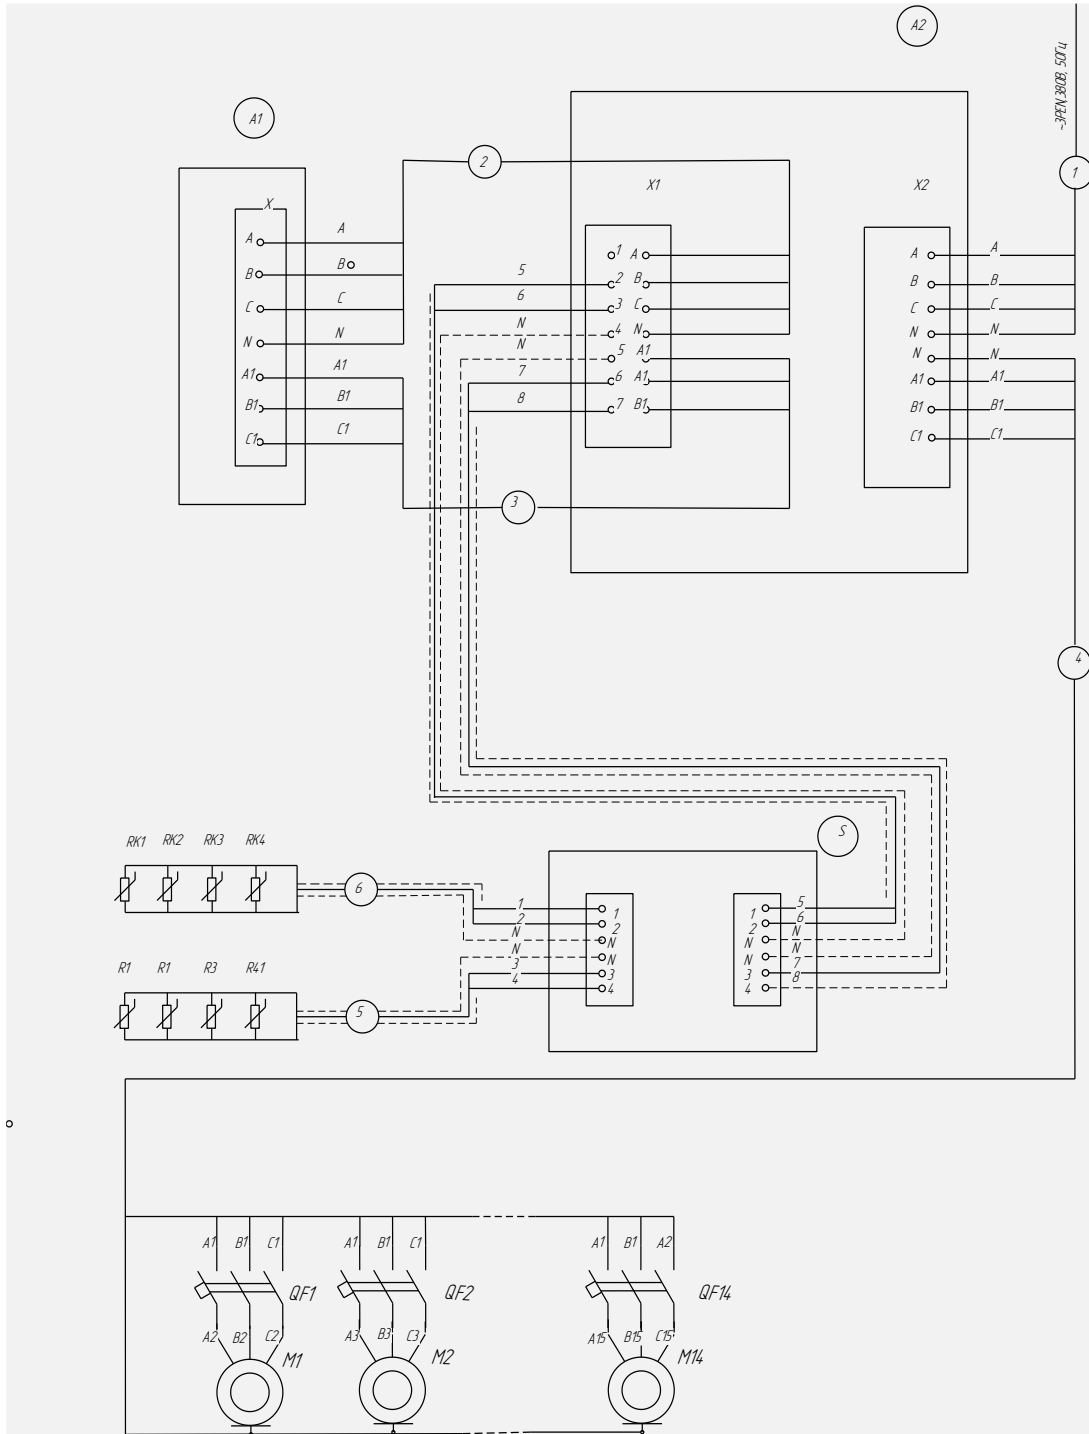 A2
~3PEN,380В, 50Гц
A1
1
2
X1
X2
X
A A
B B
C C
N N
A1 A1
B1 B1
C1 C1
1 A
5 2 B
6 3 C
N 4 N
N 5 A1
7 6 A1
8 7 B1
A A
B B
C C
N N
N N
A1 A1
B1 B1
C1 C1
3
4
S
RK1 RK2 RK3 RK4
6
1 1
2 2
N N
N N
3 3
4 4
1 5
2 6
N N
N N
3 7
4 8
R1 R1 R3 R41
5
A1 B1 C1 A1 B1 C1 A1 B1 A2
QF1 QF2 QF14
A2 B2 C2 A3 B3 C3 A15 B15 C15
M1 M2 M14